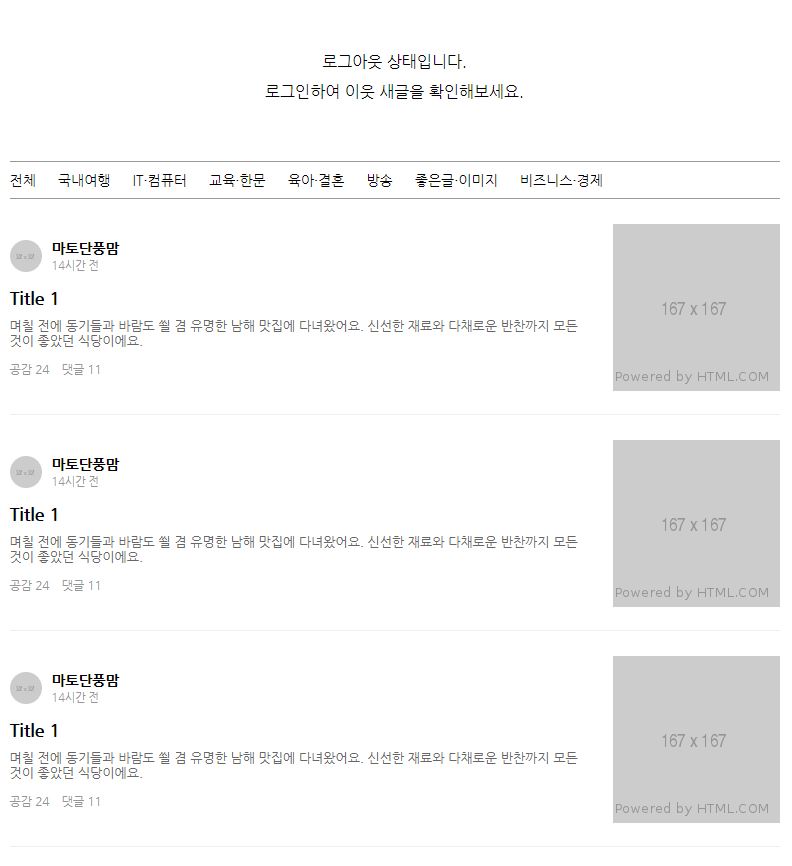 로그아웃 상태입니다.
로그인하여 이웃 새글을 확인해보세요.
전체 국내여행 IT·컴퓨터 교육·한문 육아·결혼 방송 좋은글·이미지 비즈니스·경제
마토단풍맘
14시간 전
Title 1
며칠 전에 동기들과 바람도 쐴 겸 유명한 남해 맛집에 다녀왔어요. 신선한 재료와 다채로운 반찬까지 모든
것이 좋았던 식당이에요.
공감 24 댓글 11
167 x 167
Powered by HTML.COM
마토단풍맘
14시간 전
Title 1
며칠 전에 동기들과 바람도 쐴 겸 유명한 남해 맛집에 다녀왔어요. 신선한 재료와 다채로운 반찬까지 모든
것이 좋았던 식당이에요.
공감 24 댓글 11
167 x 167
Powered by HTML.COM
마토단풍맘
14시간 전
Title 1
며칠 전에 동기들과 바람도 쐴 겸 유명한 남해 맛집에 다녀왔어요. 신선한 재료와 다채로운 반찬까지 모든
것이 좋았던 식당이에요.
공감 24 댓글 11
167 x 167
Powered by HTML.COM